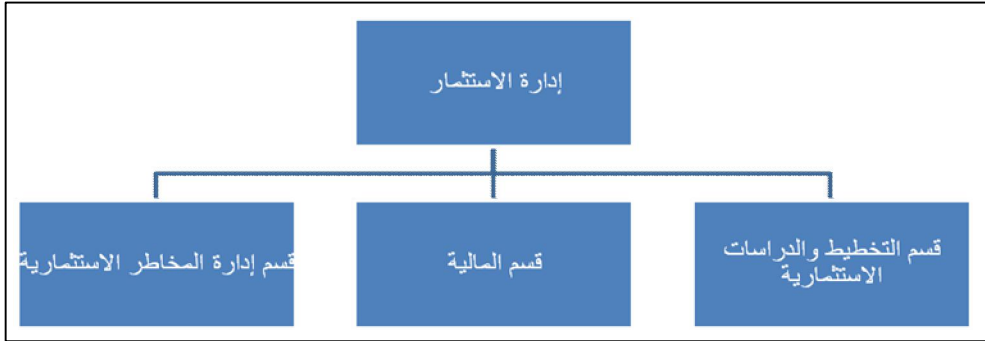 إدارة الاستثمار
قسم التخطيط والدراسات
الاستثمارية
قسم المالية
قسم إدارة المخاطر الاستثمارية